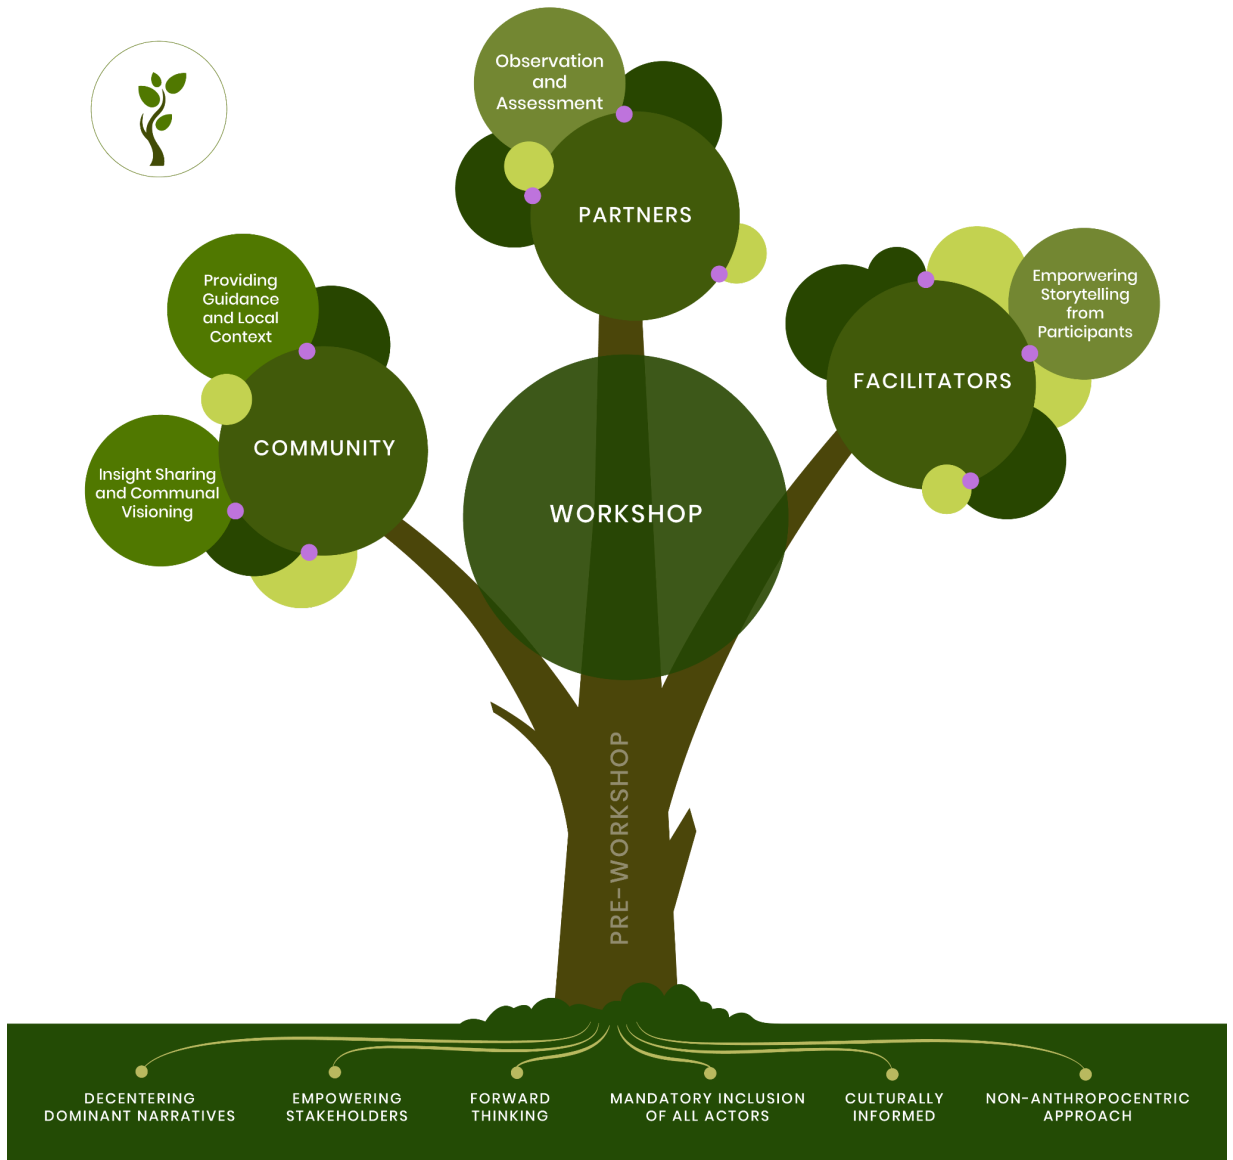 Observation
and
Assessment
PARTNERS
Providing
Guidance
and Local
Context
Emporwering
Storytelling
from
Participants
FACILITATORS
COMMUNITY
Insight Sharing
and Communal
Visioning
WORKSHOP
PRE-WORKSHOP
DECENTERING
DOMINANT NARRATIVES
EMPOWERING
STAKEHOLDERS
FORWARD
THINKING
MANDATORY INCLUSION
OF ALL ACTORS
CULTURALLY
INFORMED
NON-ANTHROPOCENTRIC
APPROACH